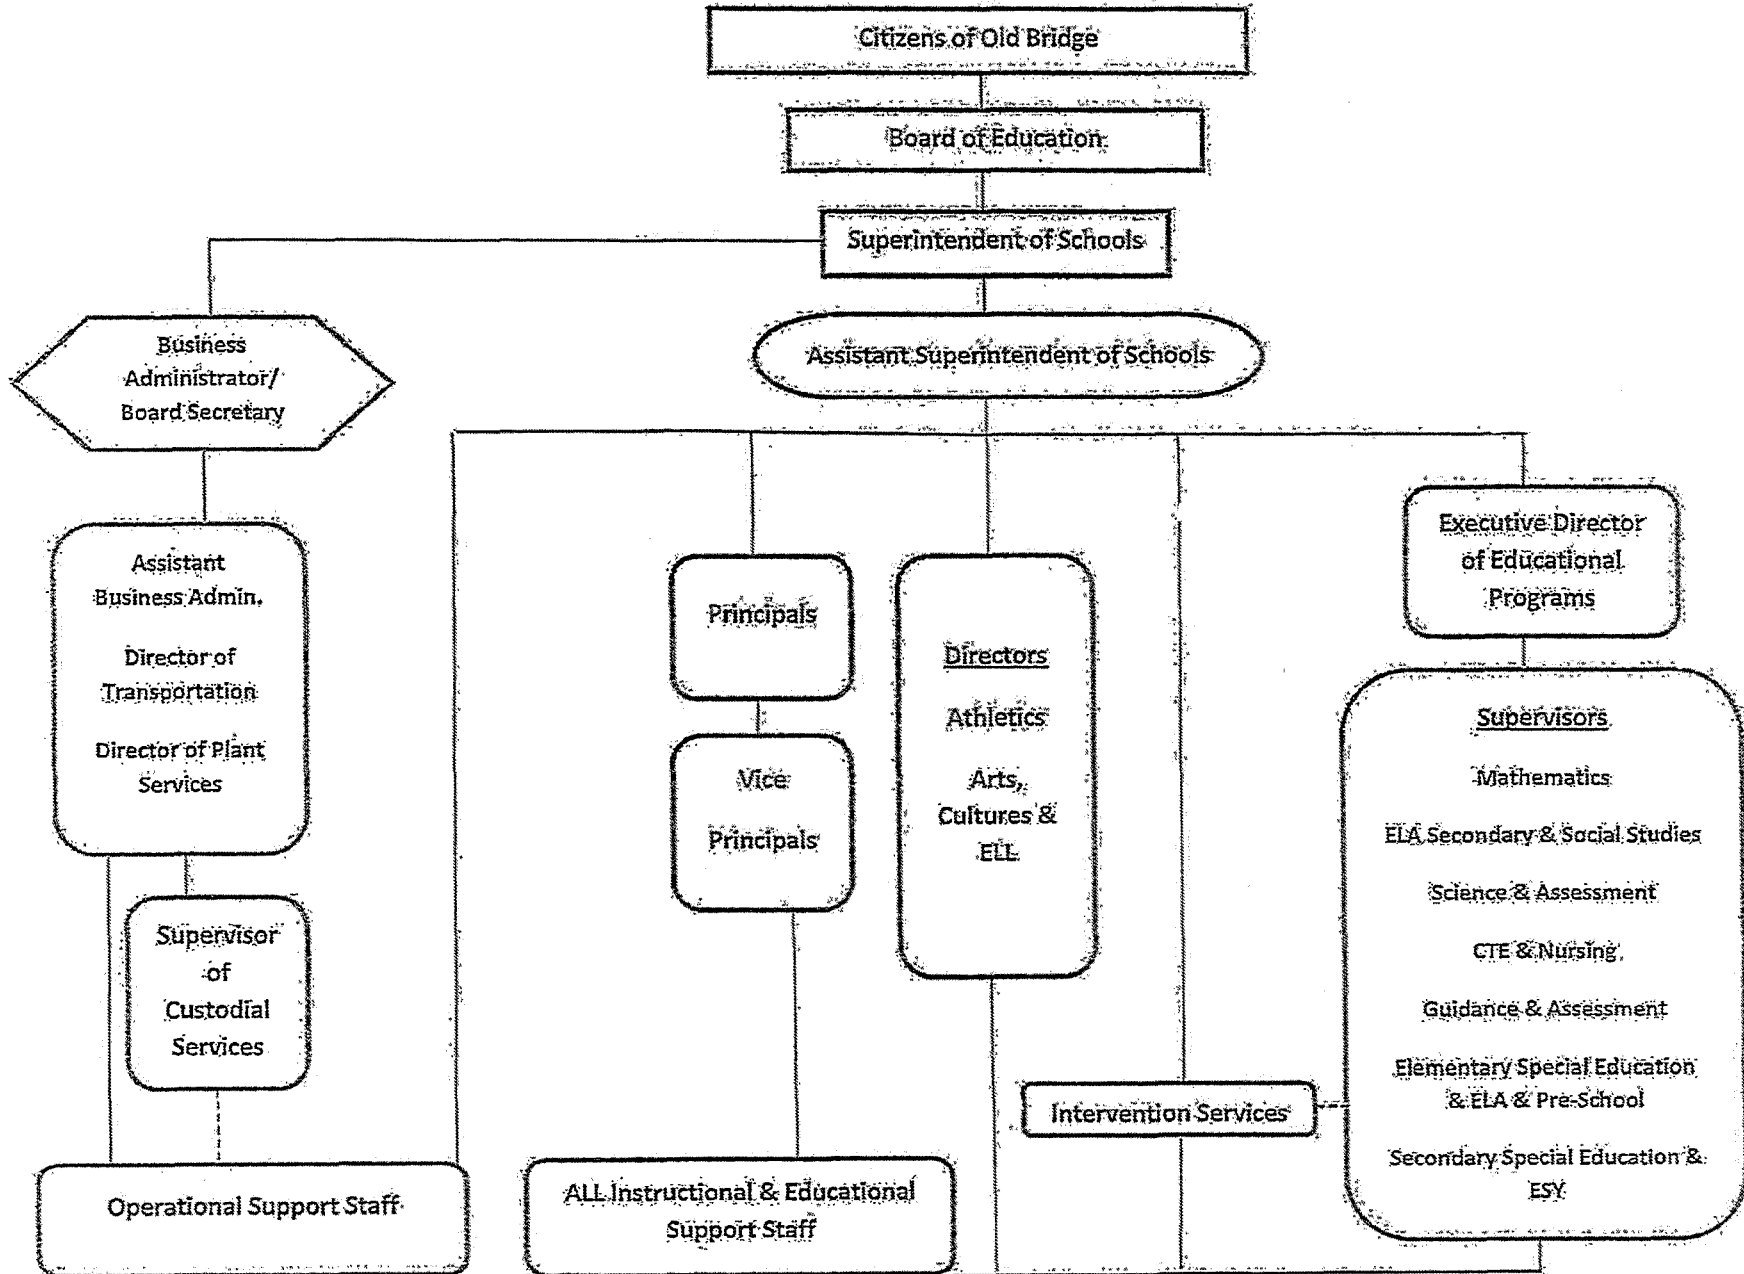 Citizens of Old Bridge
Board of Education
Superintendent of Schools
Business
Administrator/
Board Secretary
Assistant Superintendent of Schools
Assistant
Business Admin.
Director of
Transportation
Director of Plant
Services
Supervisor
of
Custodial
Services
Operational Support Staff
Principals
Vice
Principals
ALL Instructional & Educational
Support Staff
Directors
Athletics
Arts,
Cultures &
ELL
Intervention Services
Executive Director
of Educational
Programs
Supervisors
Mathematics
ELA Secondary & Social Studies
Science & Assessment
CTE & Nursing
Guidance & Assessment
Elementary Special Education
& ELA & Pre-School
Secondary Special Education &
ESY